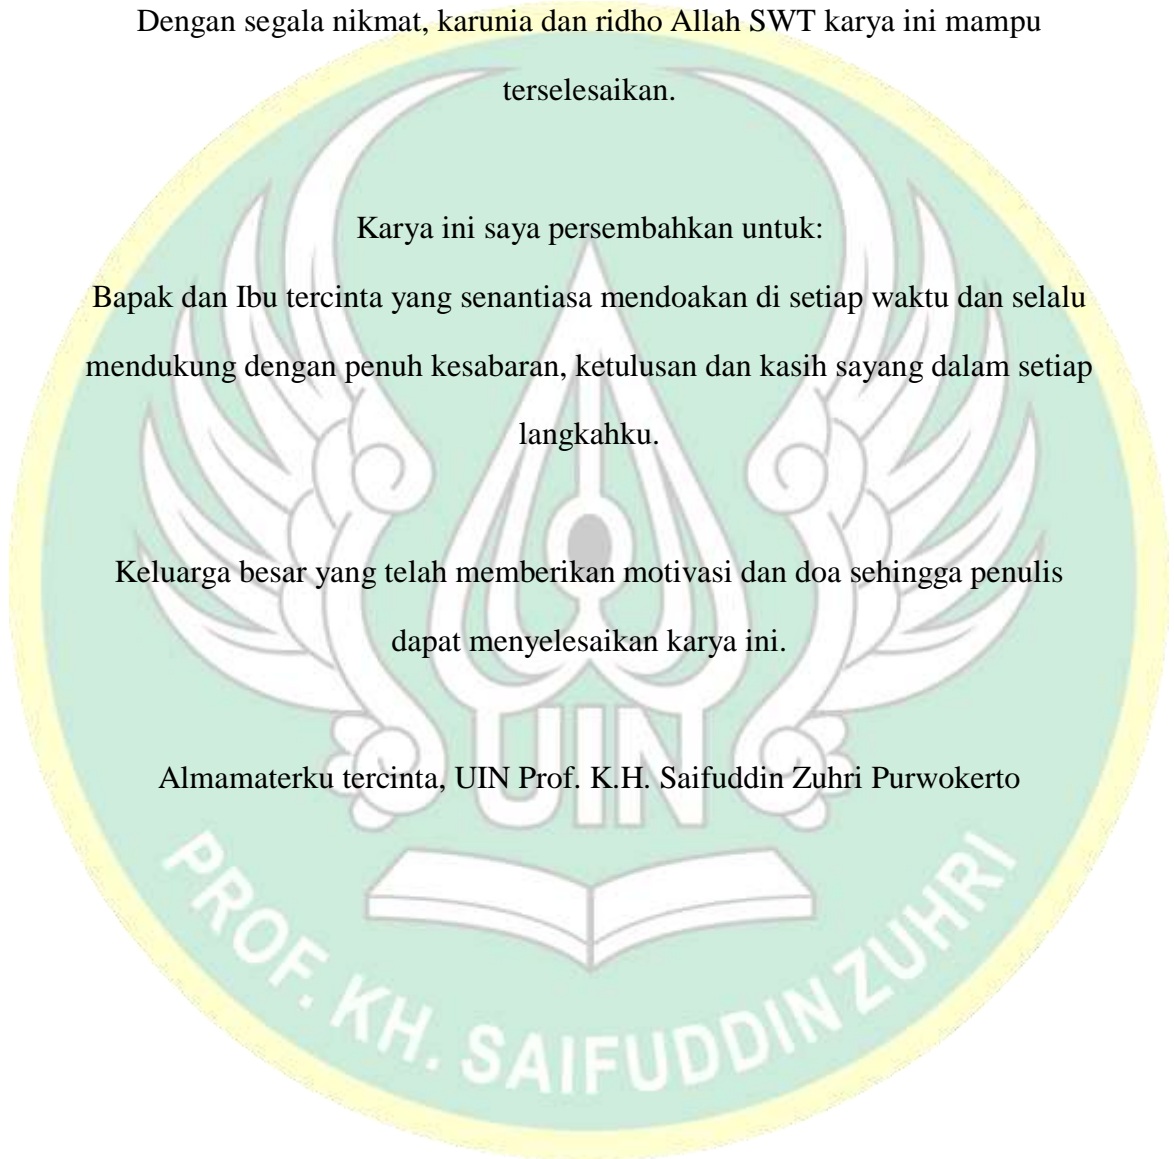 Dengan segala nikmat, karunia dan ridho Allah SWT karya ini mampu
terselesaikan.
Karya ini saya persembahkan untuk:
Bapak dan Ibu tercinta yang senantiasa mendoakan di setiap waktu dan selalu
mendukung dengan penuh kesabaran, ketulusan dan kasih sayang dalam setiap
langkahku.
Keluarga besar yang telah memberikan motivasi dan doa sehingga penulis
dapat menyelesaikan karya ini.
Almamaterku tercinta, UIN Prof. K.H. Saifuddin Zuhri Purwokerto
UIN
PROF. KH. SAIFUDDIN ZUHRI